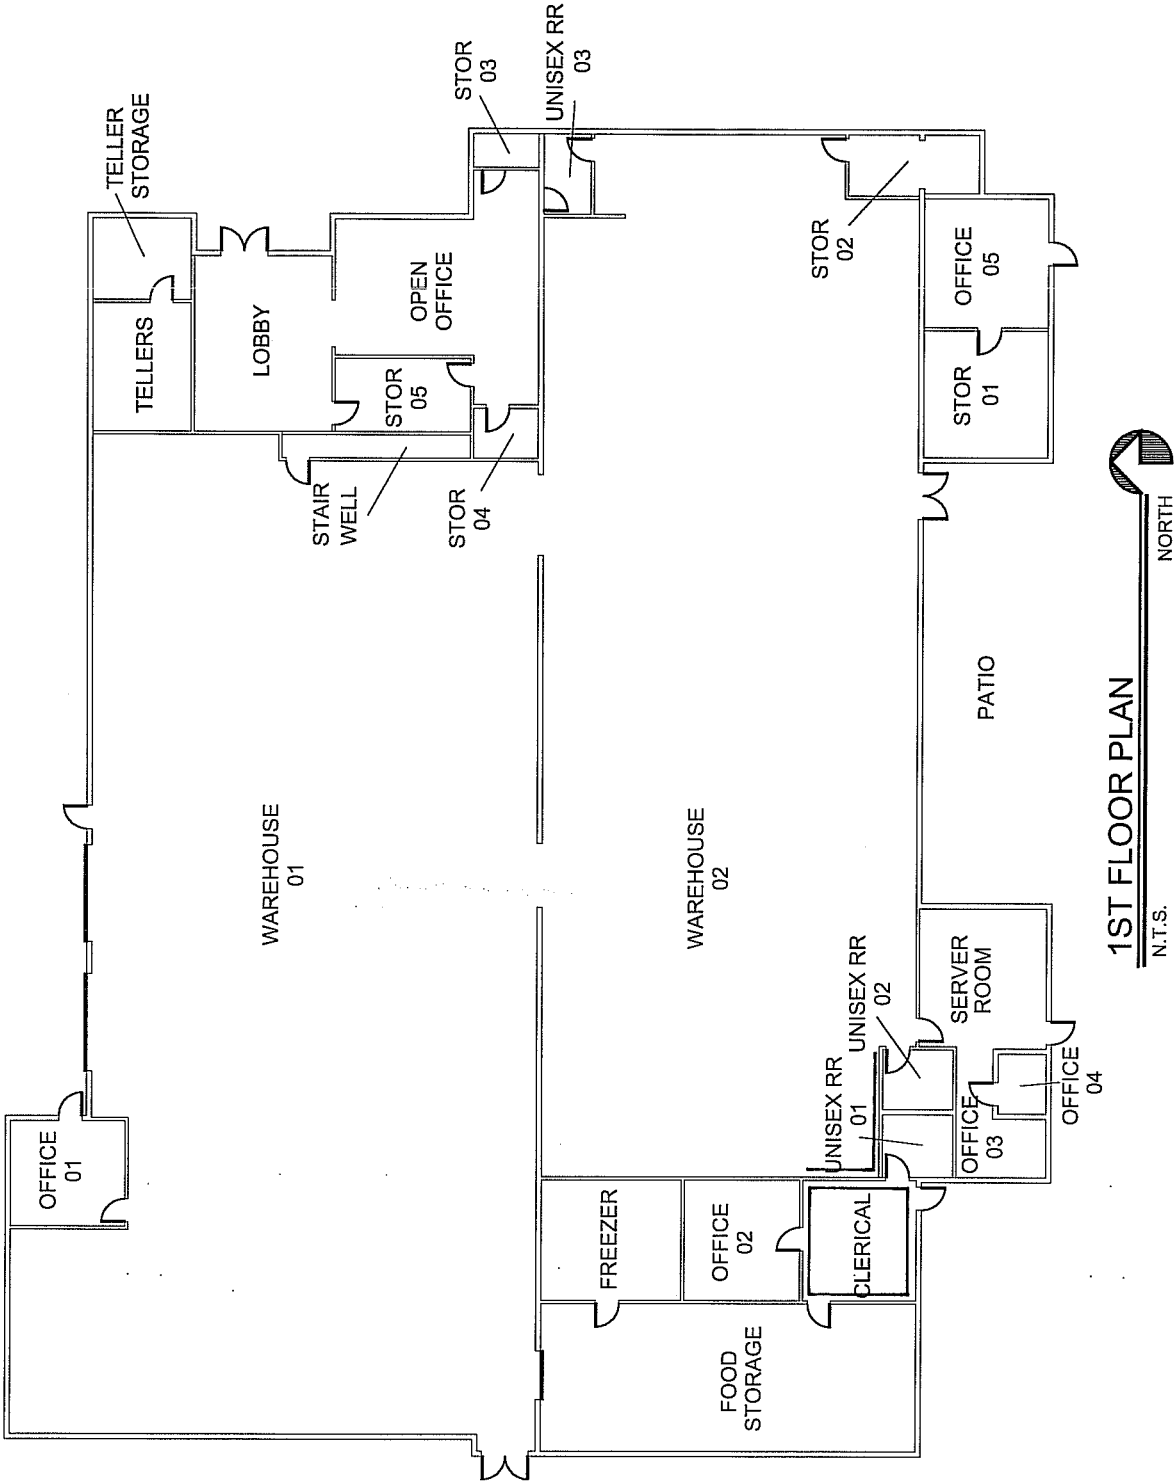 TELLER
STORAGE
STOR
03
UNISEX RR
03
TELLERS
LOBBY
OPEN
OFFICE
STOR
05
STAIR
WELL
STOR
04
STOR
02
OFFICE
05
STOR
01
WAREHOUSE
01
WAREHOUSE
02
PATIO
OFFICE
01
FREEZER
OFFICE
02
CLERICAL
UNISEX RR
01
UNISEX RR
02
SERVER
ROOM
OFFICE
03
OFFICE
04
FOOD
STORAGE
1ST FLOOR PLAN
N.T.S.
NORTH